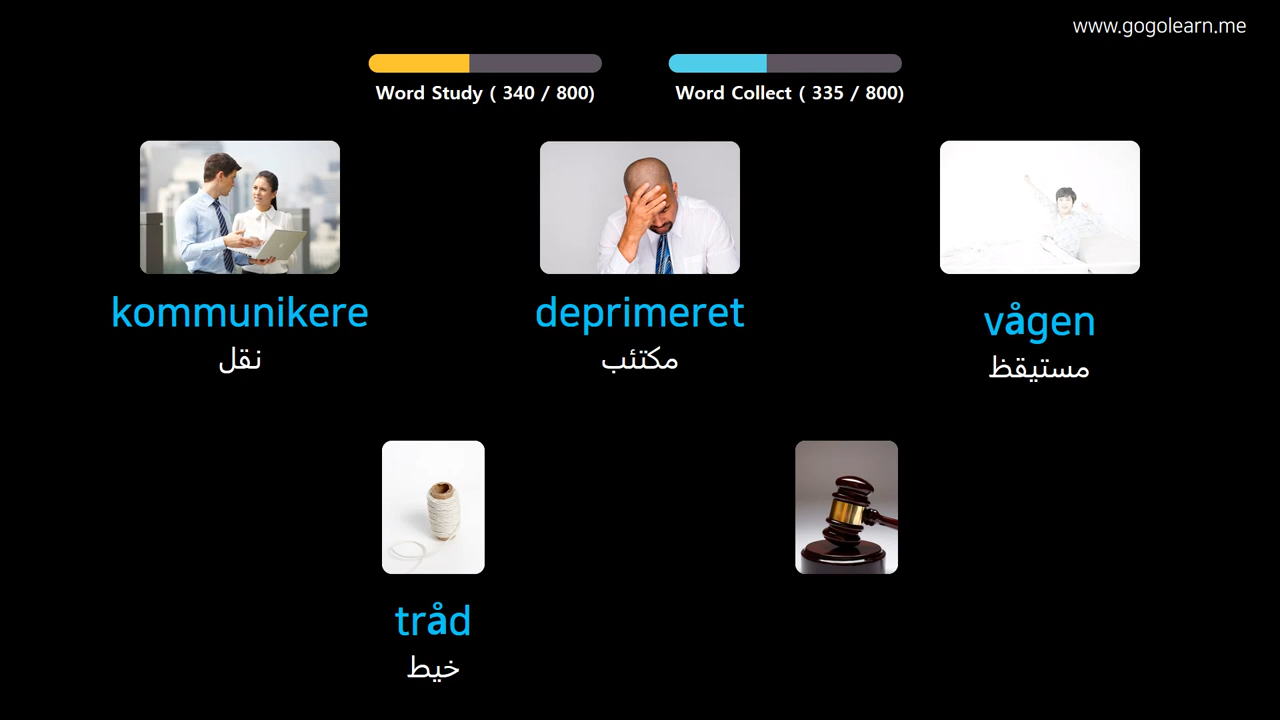 www.gogolearn.me
Word Study ( 340 / 800)
Word Collect ( 335 / 800)
kommunikere
نقل
deprimeret
مكتئب
vågen
مستيقظ
tråd
خيط